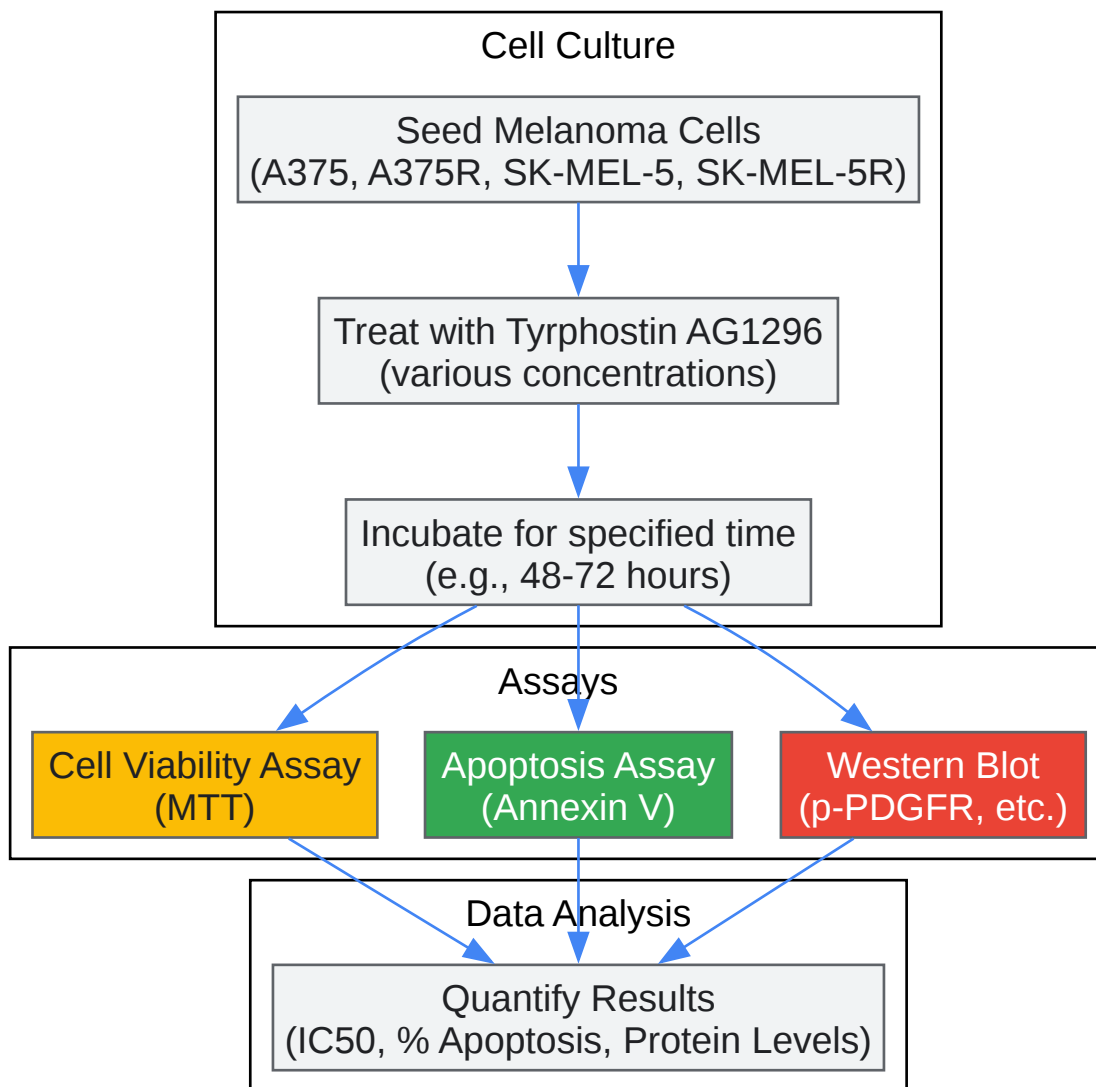 Cell Culture
Seed Melanoma Cells
(A375, A375R, SK-MEL-5, SK-MEL-5R)
Treat with Tyrphostin AG1296
(various concentrations)
Incubate for specified time
(e.g., 48-72 hours)
Assays
Cell Viability Assay
(MTT)
Apoptosis Assay
(Annexin V)
Western Blot
(p-PDGFR, etc.)
Data Analysis
Quantify Results
(IC50, % Apoptosis, Protein Levels)